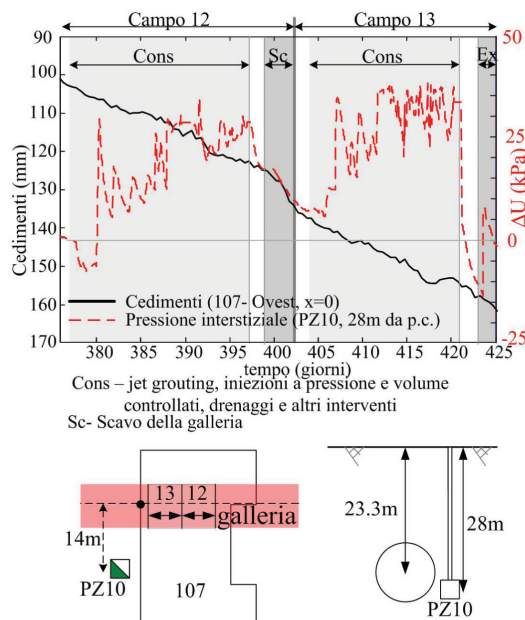 Campo 12 Campo 13
90 50
Cons Sc Cons Ex
100
110
120 25
130
140 0
150
160
170 -25
Cedimenti (mm)
ΔU (kPa)
Cedimenti (107- Ovest, x=0)
Pressione interstiziale (PZ10, 28m da p.c.)
380 385 390 395 400 405 410 415 420 425
tempo (giorni)
Cons – jet grouting, iniezioni a pressione e volume
controllati, drenaggi e altri interventi
Sc- Scavo della galleria
13 12
galleria
14m
PZ10
107
23.3m
28m
PZ10